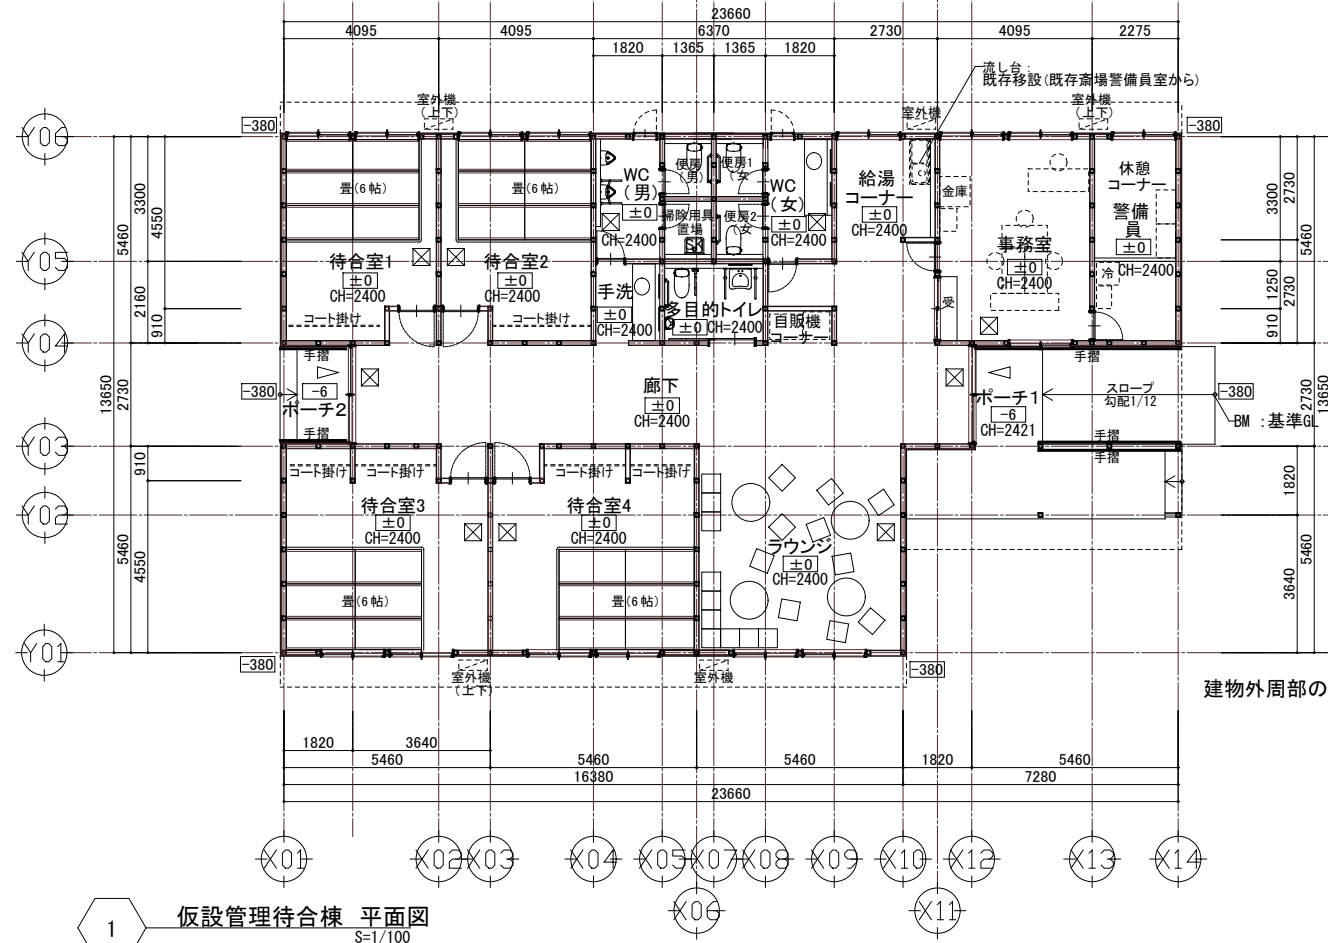 23660
4095 4095 6370 2730 4095 2275
1820 1365 1365 1820
流し台:
既存移設(既存斎場警備員室から)
室外機
(上下)
室外機
室外機
(上下)
-380
-380
Y06
Y05
Y04
Y03
Y02
Y01
13650
5460
2730
5460
3300
2160
910
4550
4550
910
910
畳(6帖)
畳(6帖)
WC
(男)
±0
CH=2400
便房
(男)
便房1
(女
WC
(女)
±0
CH=2400
掃除用具
置場
SK
便房2
女
給湯
コーナー
±0
CH=2400
金庫
事務室
±0
CH=2400
休憩
コーナー
警備
員
±0
CH=2400
冷
受
待合室1
±0
CH=2400
コート掛け
待合室2
±0
CH=2400
コート掛け
手洗
±0
CH=2400
多目的トイレ
±0 CH=2400
自販機
コーナー
3300
1250
910
2730
2730
5460
2730
13650
1820
3640
5460
手摺
-380
-6
ポーチ2
手摺
廊下
±0
CH=2400
手摺
ポーチ1
-6
CH=2421
スロープ
勾配1/12
手摺
手摺
-380
BM :基準GL
コート掛け コート掛け
コート掛け コート掛け
待合室3
±0
CH=2400
待合室4
±0
CH=2400
ラウンジ
±0
CH=2400
畳(6帖)
畳(6帖)
-380
室外機
(上下)
室外機
-380
建物外周部の
1820 3640
5460 5460 5460 1820 5460
16380 7280
23660
X01 X02 X03 X04 X05 X07 X08 X09 X10 X12 X13 X14
X06 X11
1
仮設管理待合棟 平面図
S=1/100